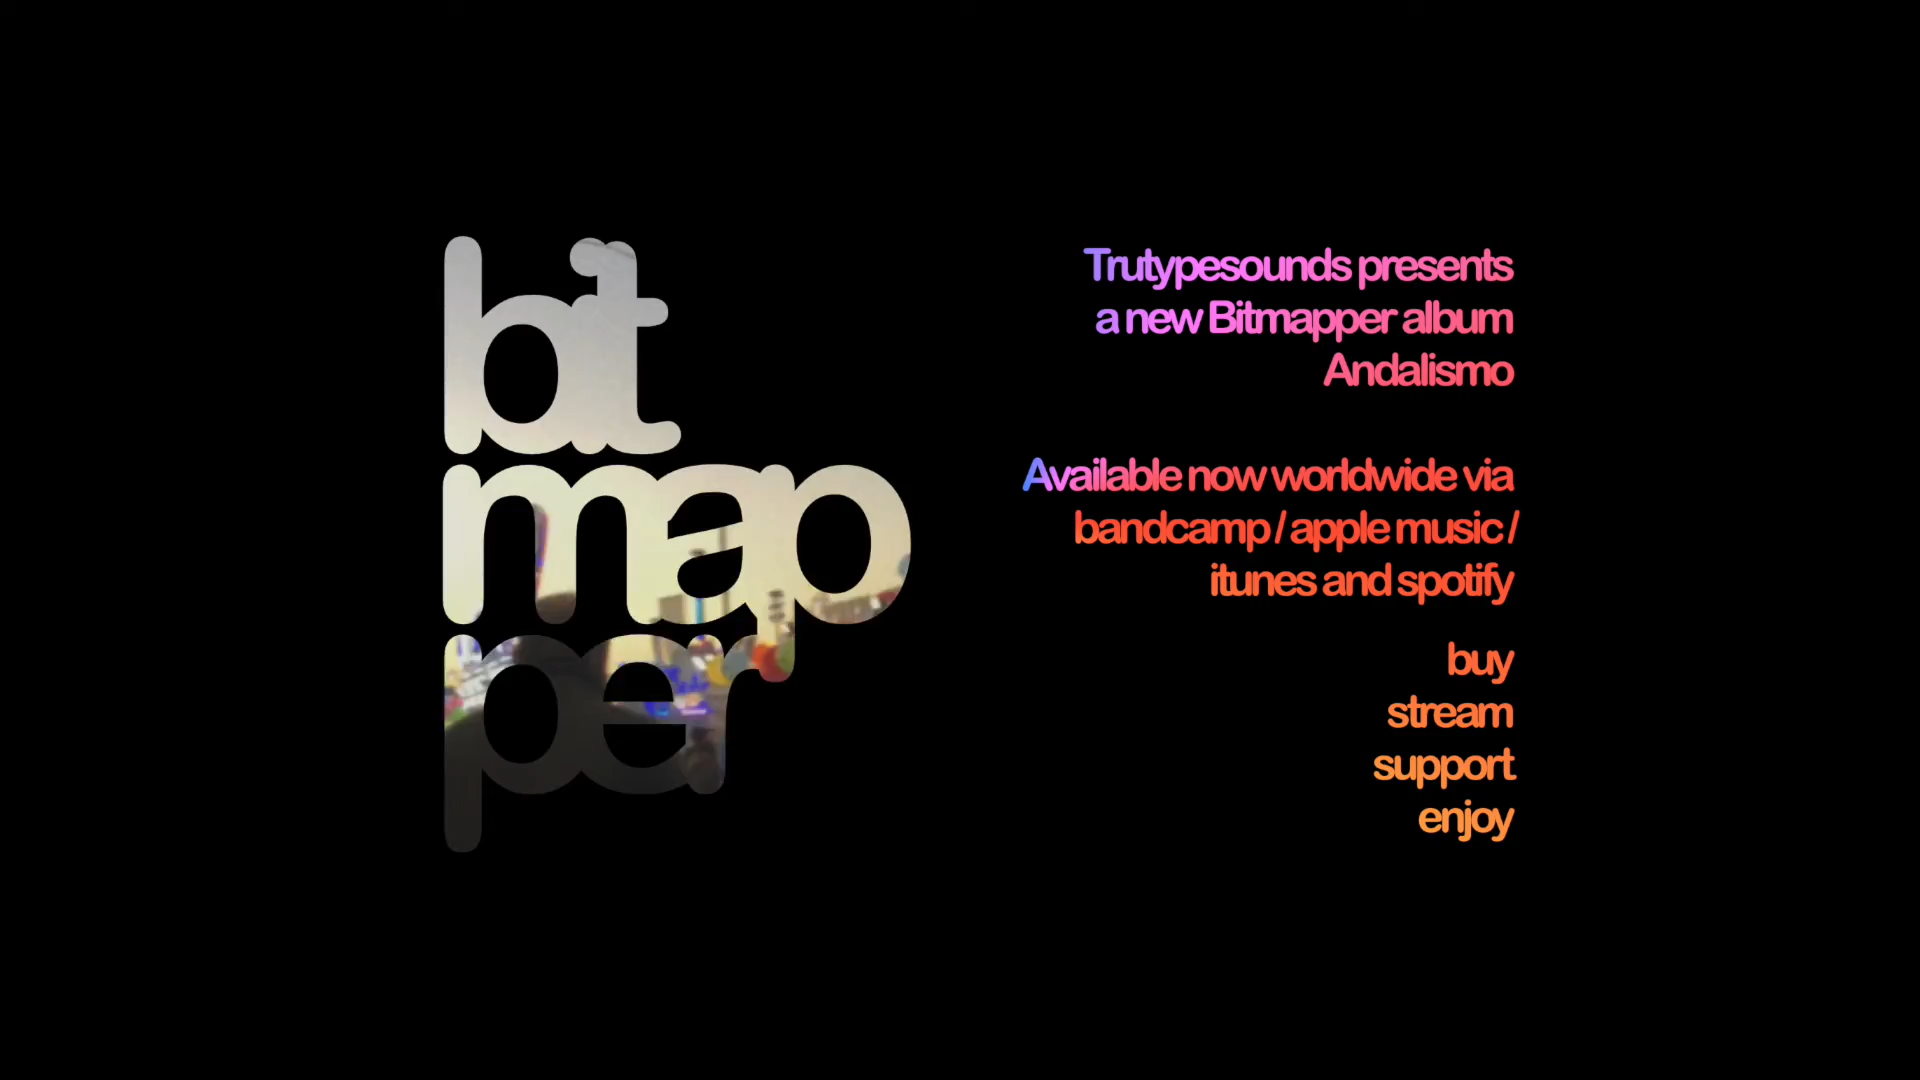 bit
map
per
Trutypesounds presents
a new Bitmapper album
Andalismo
Available now worldwide via
bandcamp / apple music /
itunes and spotify
buy
stream
support
enjoy